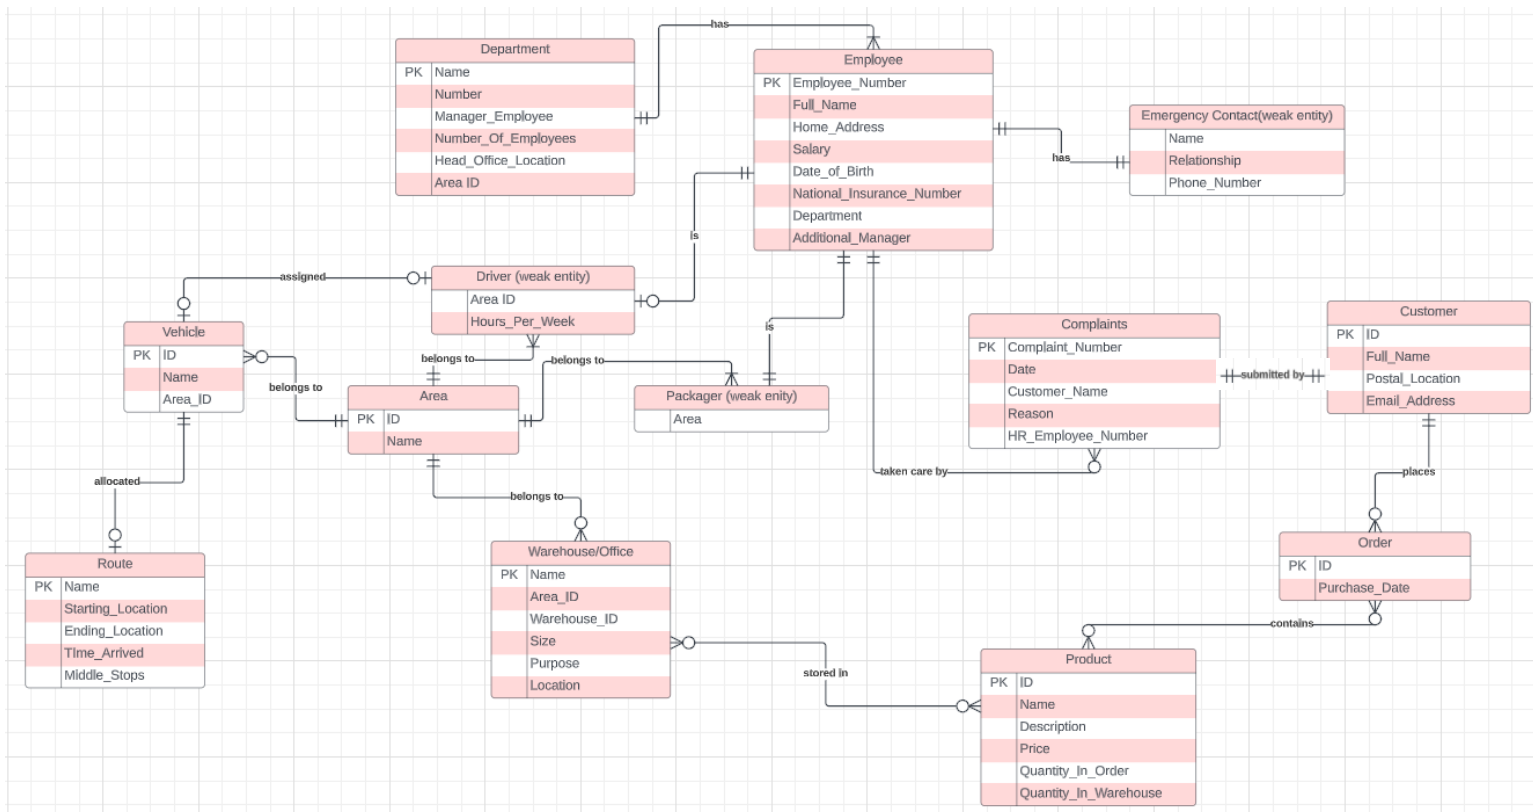 has
Department
PK Name
Number
Manager_Employee
Number_Of_Employees
Head_Office_Location
Area ID
Employee
PK Employee_Number
Full_Name
Home_Address
Salary
Date_of_Birth
National_Insurance_Number
Department
Additional_Manager
Emergency Contact(weak entity)
Name
Relationship
Phone_Number
has
is
assigned
Driver (weak entity)
Area ID
Hours_Per_Week
Vehicle
PK ID
Name
Area_ID
belongs to
belongs to
belongs to
is
Area
PK ID
Name
Packager (weak enity)
Area
Complaints
PK Complaint_Number
Date
Customer_Name
Reason
HR_Employee_Number
submitted by
Customer
PK ID
Full_Name
Postal_Location
Email_Address
taken care by
places
allocated
belongs to
Route
PK Name
Starting_Location
Ending_Location
TIme_Arrived
Middle_Stops
Warehouse/Office
PK Name
Area_ID
Warehouse_ID
Size
Purpose
Location
stored in
Order
PK ID
Purchase_Date
contains
Product
PK ID
Name
Description
Price
Quantity_In_Order
Quantity_In_Warehouse